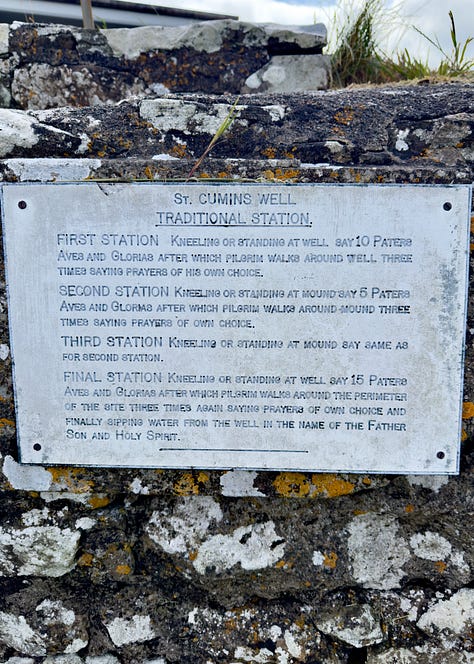 ST. CUMINS WELL
TRADITIONAL STATION.
FIRST STATION KNEELING OR STANDING AT WELL SAY 10 PATERS
AVES AND GLORIAS AFTER WHICH PILGRIM WALKS AROUND WELL THREE
TIMES SAYING PRAYERS OF HIS OWN CHOICE.
SECOND STATION KNEELING OR STANDING AT MOUND SAY 5 PATERS
AVES AND GLORIAS AFTER WHICH PILGRIM WALKS AROUND MOUND THREE
TIMES SAYING PRAYERS OF OWN CHOICE.
THIRD STATION KNEELING OR STANDING AT MOUND SAY SAME AS
FOR SECOND STATION.
FINAL STATION KNEELING OR STANDING AT WELL SAY 15 PATERS
AVES AND GLORIAS AFTER WHICH PILGRIM WALKS AROUND THE PERIMETER
OF THE SITE THREE TIMES AGAIN SAYING PRAYERS OF OWN CHOICE AND
FINALLY SIPPING WATER FROM THE WELL IN THE NAME OF THE FATHER
SON AND HOLY SPIRIT.